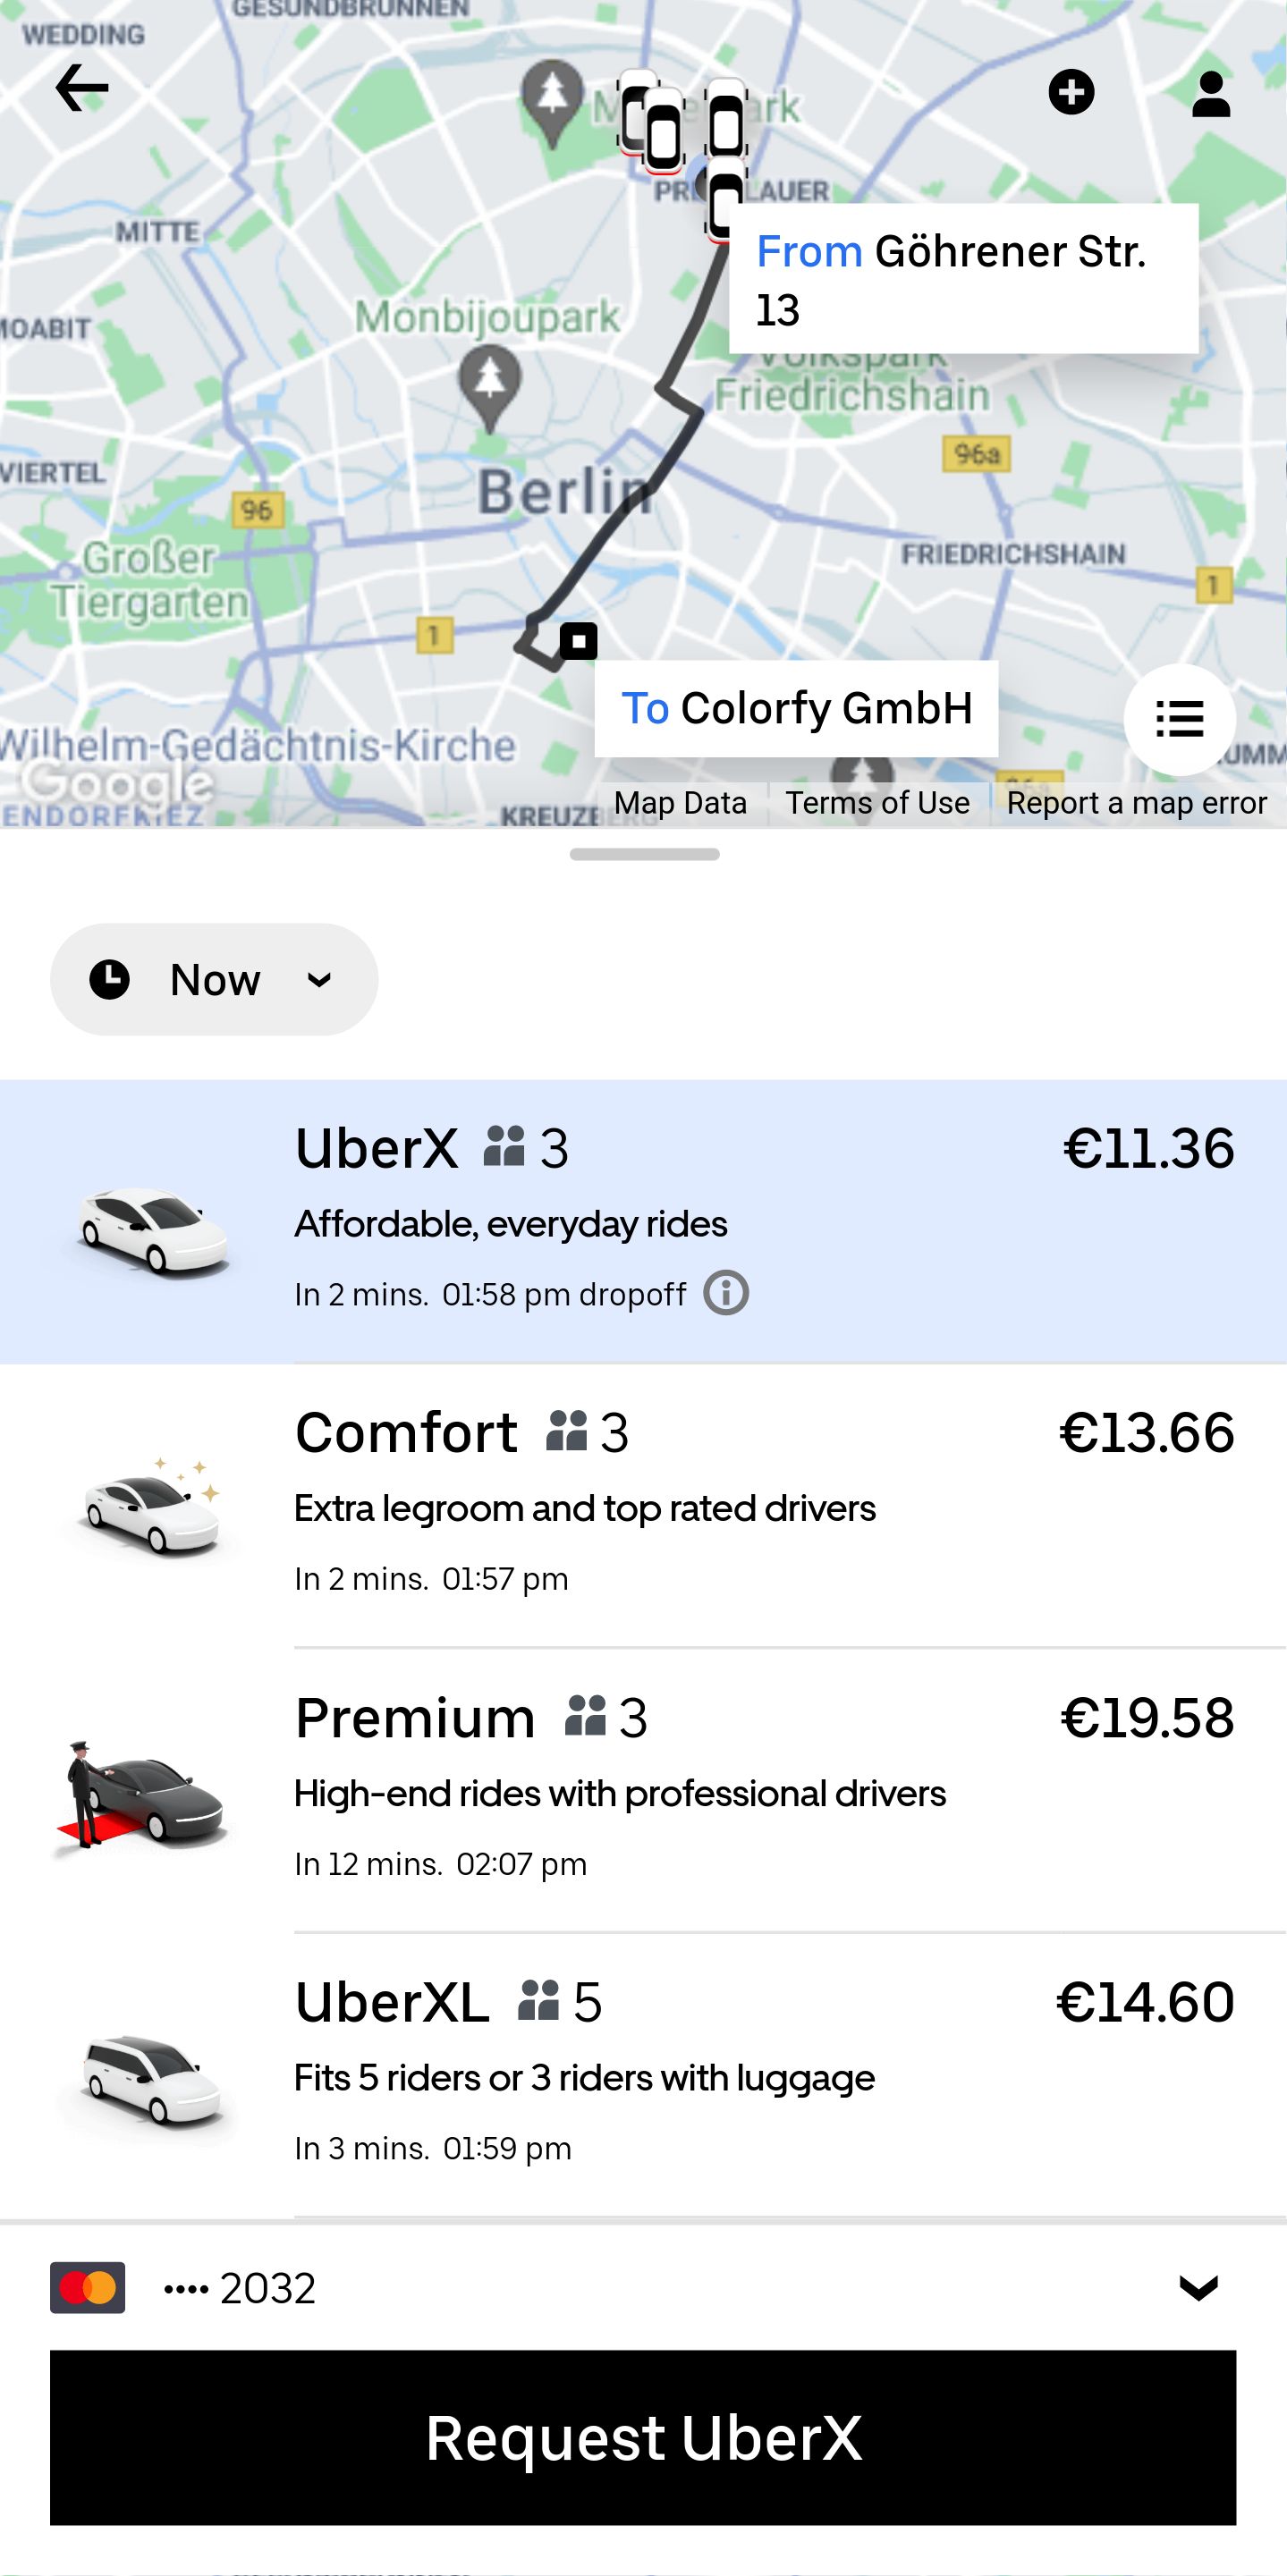 GESUNDBRUNNEN
WEDDING
MITTE
Monbijoupark
From Göhrener Str.
13
Volkspark
Friedrichshain
96a
Berlin
96
FRIEDRICHSHAIN
Großer
Tiergarten
1
1
To Colorfy GmbH
Wilhelm-Gedächtnis-Kirche
Google
96a
Map Data
Terms of Use
Report a map error
Now
UberX 3
€11.36
Affordable, everyday rides
In 2 mins. 01:58 pm dropoff
Comfort 3
€13.66
Extra legroom and top rated drivers
In 2 mins. 01:57 pm
Premium 3
€19.58
High-end rides with professional drivers
In 12 mins. 02:07 pm
UberXL 5
€14.60
Fits 5 riders or 3 riders with luggage
In 3 mins. 01:59 pm
•••• 2032
Request UberX